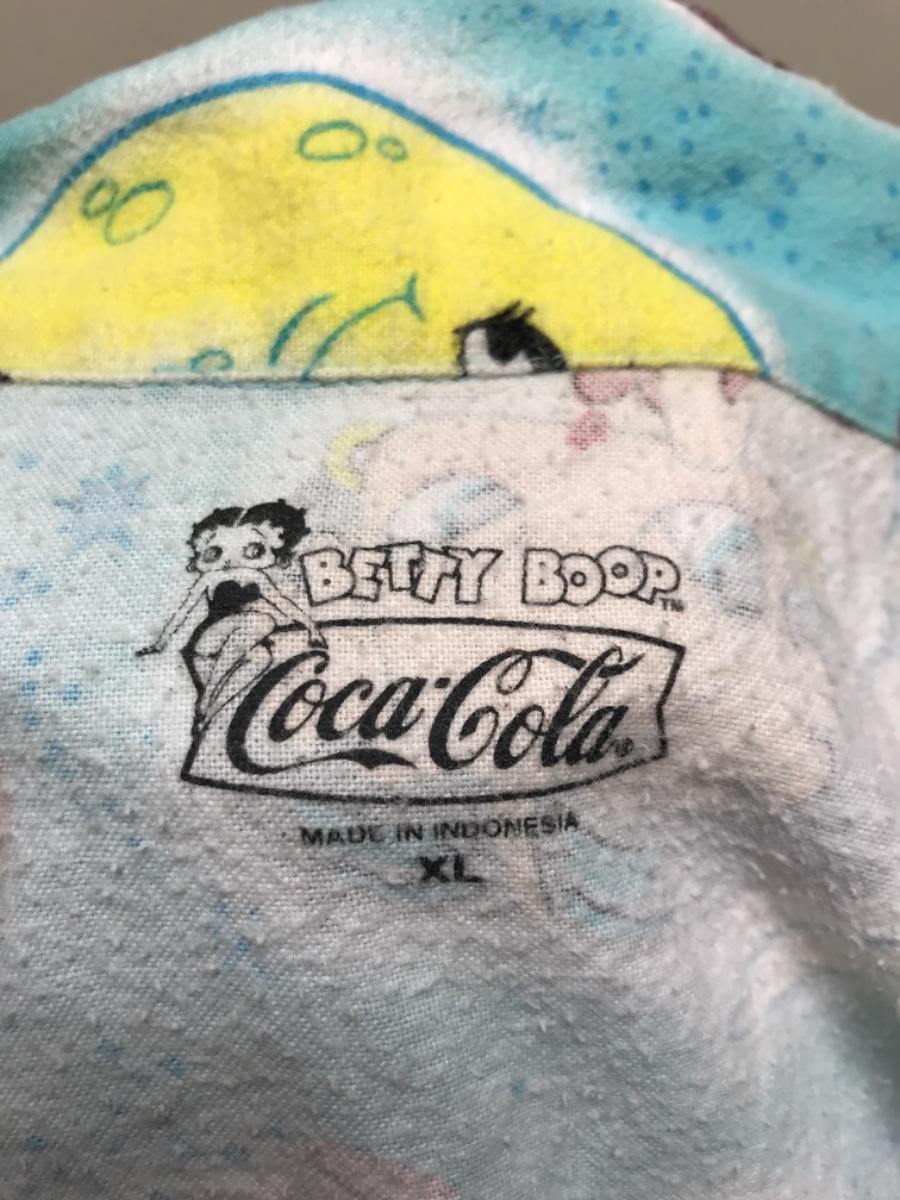 BETTY BOOP™
Coca-Cola®
MADE IN INDONESIA
XL